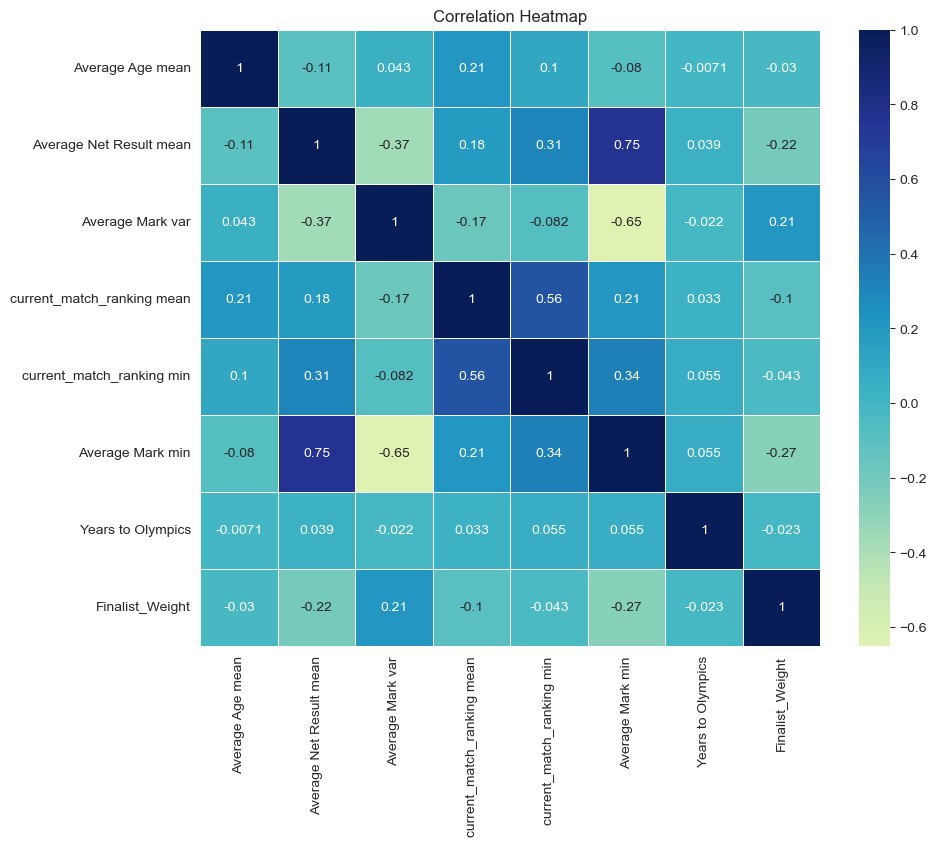 Correlation Heatmap
Average Age mean 1 -0.11 0.043 0.21 0.1 -0.08 -0.0071 -0.03
Average Net Result mean -0.11 1 -0.37 0.18 0.31 0.75 0.039 -0.22
Average Mark var 0.043 -0.37 1 -0.17 -0.082 -0.65 -0.022 0.21
current_match_ranking mean 0.21 0.18 -0.17 1 0.56 0.21 0.033 -0.1
current_match_ranking min 0.1 0.31 -0.082 0.56 1 0.34 0.055 -0.043
Average Mark min -0.08 0.75 -0.65 0.21 0.34 1 0.055 -0.27
Years to Olympics -0.0071 0.039 -0.022 0.033 0.055 0.055 1 -0.023
Finalist_Weight -0.03 -0.22 0.21 -0.1 -0.043 -0.27 -0.023 1
Average Age mean
Average Net Result mean
Average Mark var
current_match_ranking mean
current_match_ranking min
Average Mark min
Years to Olympics
Finalist_Weight
1.0
0.8
0.6
0.4
0.2
0.0
-0.2
-0.4
-0.6